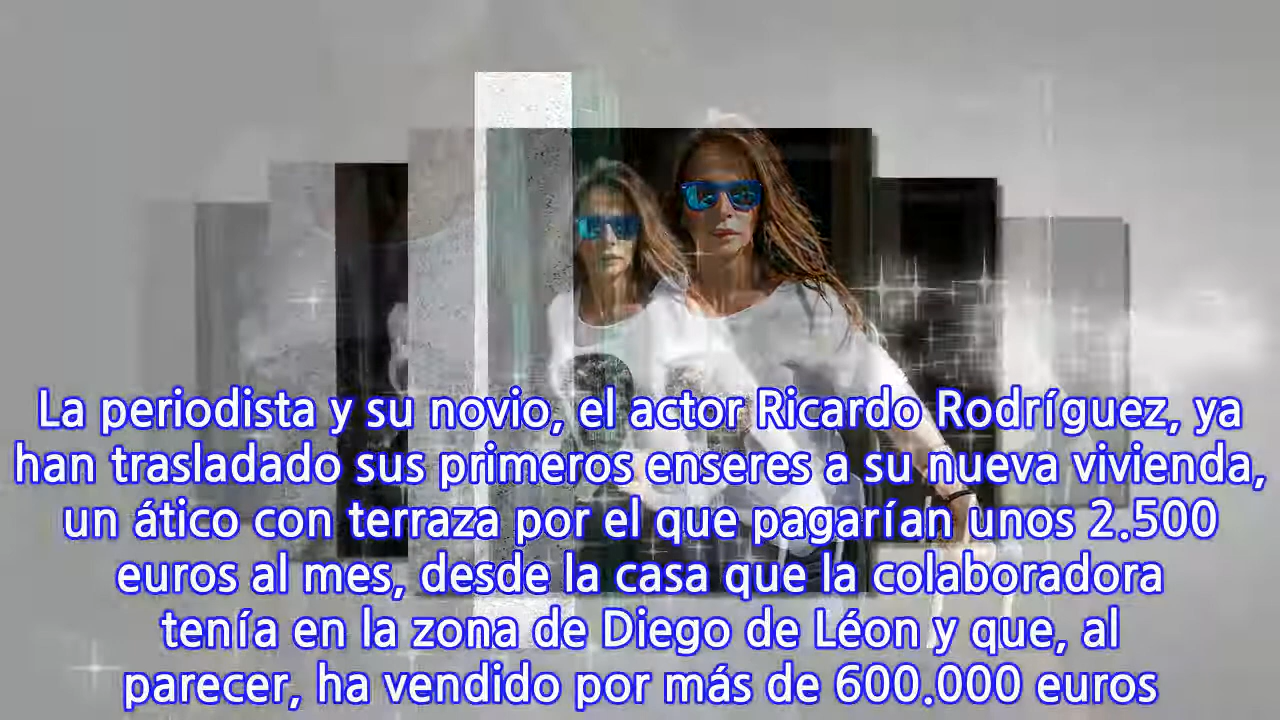 La periodista y su novio, el actor Ricardo Rodríguez, ya
han trasladado sus primeros enseres a su nueva vivienda,
un ático con terraza por el que pagarían unos 2.500
euros al mes, desde la casa que la colaboradora
tenía en la zona de Diego de Léon y que, al
parecer, ha vendido por más de 600.000 euros